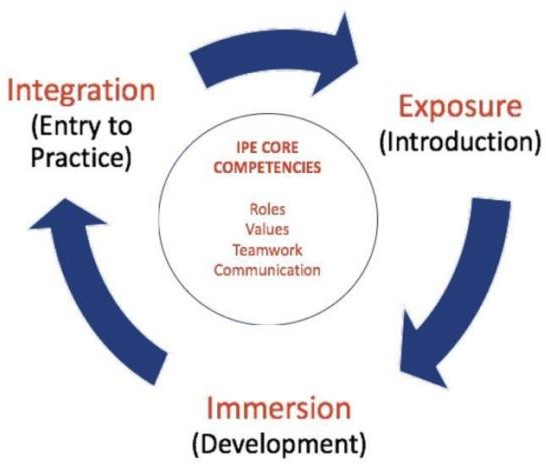 Integration
(Entry to
Practice)
Exposure
(Introduction)
IPE CORE
COMPETENCIES
Roles
Values
Teamwork
Communication
Immersion
(Development)